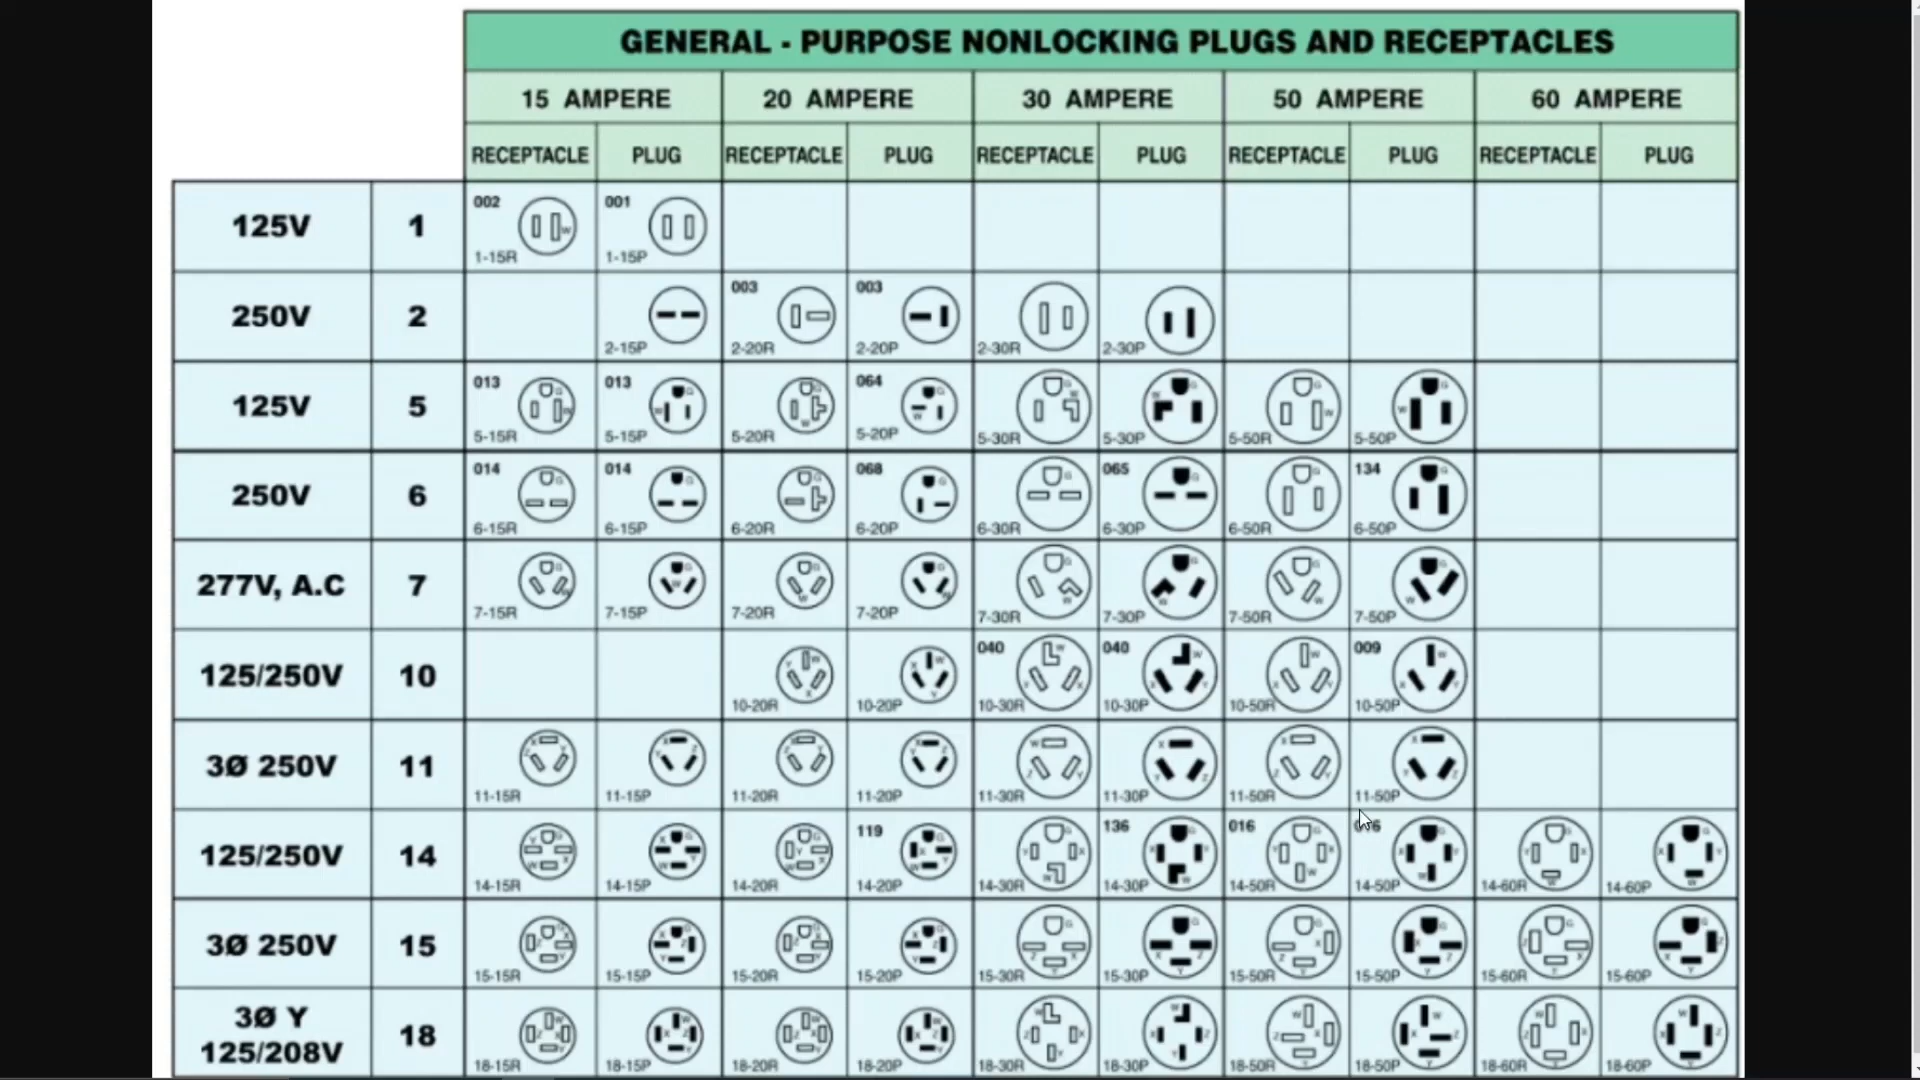 GENERAL - PURPOSE NONLOCKING PLUGS AND RECEPTACLES
15 AMPERE 20 AMPERE 30 AMPERE 50 AMPERE 60 AMPERE
RECEPTACLE PLUG RECEPTACLE PLUG RECEPTACLE PLUG RECEPTACLE PLUG RECEPTACLE PLUG
125V 1 002 1-15R 001 1-15P
250V 2 2-15P 003 2-20R 003 2-20P 2-30R 2-30P
125V 5 013 5-15R 013 5-15P 5-20R 064 5-20P 5-30R 5-30P 5-50R 5-50P
250V 6 014 6-15R 014 6-15P 6-20R 068 6-20P 6-30R 065 6-30P 6-50R 134 6-50P
277V, A.C 7 7-15R 7-15P 7-20R 7-20P 7-30R 7-30P 7-50R 7-50P
125/250V 10 10-20R 10-20P 040 10-30R 040 10-30P 10-50R 009 10-50P
3Ø 250V 11 11-15R 11-15P 11-20R 11-20P 11-30R 11-30P 11-50R 11-50P
125/250V 14 14-15R 14-15P 14-20R 119 14-20P 14-30R 136 14-30P 016 14-50R 14-50P 14-60R 14-60P
3Ø 250V 15 15-15R 15-15P 15-20R 15-20P 15-30R 15-30P 15-50R 15-50P 15-60R 15-60P
3Ø Y
125/208V 18 18-15R 18-15P 18-20R 18-20P 18-30R 18-30P 18-50R 18-50P 18-60R 18-60P